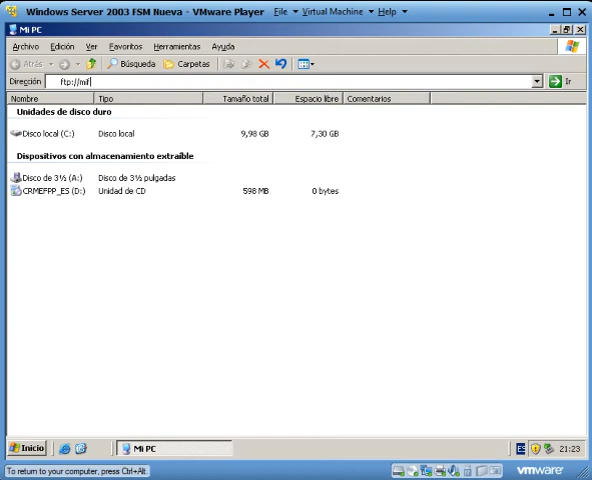 Windows Server 2003 FSM Nueva - VMware Player File Virtual Machine Help
Mi PC
Archivo Edición Ver Favoritos Herramientas Ayuda
Atrás Búsqueda Carpetas
Dirección ftp://mif Ir
Nombre Tipo Tamaño total Espacio libre Comentarios
Unidades de disco duro
Disco local (C:) Disco local 9,98 GB 7,30 GB
Dispositivos con almacenamiento extraíble
Disco de 3½ (A:) Disco de 3½ pulgadas
CRMEFPP_ES (D:) Unidad de CD 598 MB 0 bytes
Inicio Mi PC ES 21:23
To return to your computer, press Ctrl+Alt. vmware